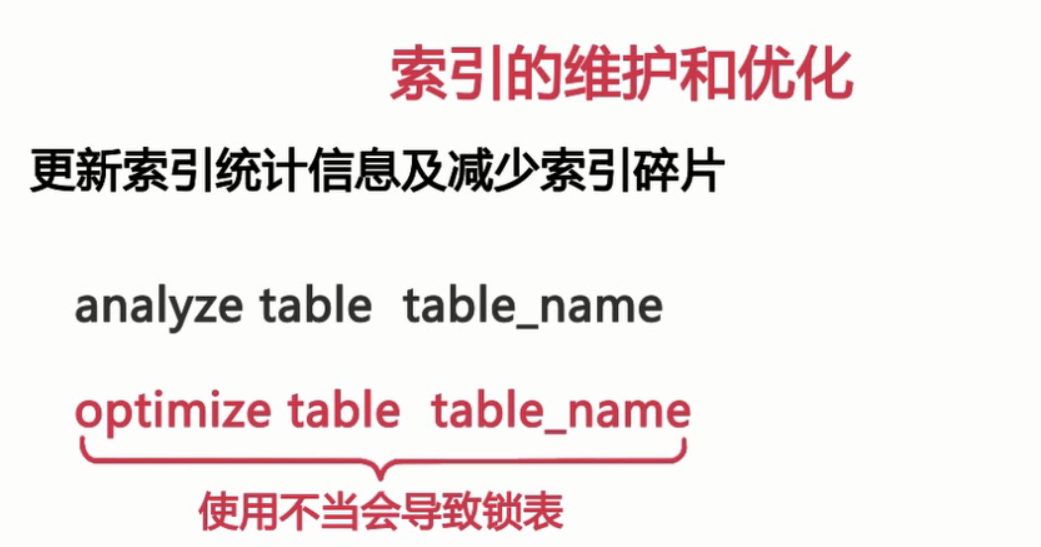 索引的维护和优化
更新索引统计信息及减少索引碎片
analyze table table_name
optimize table table_name
使用不当会导致锁表